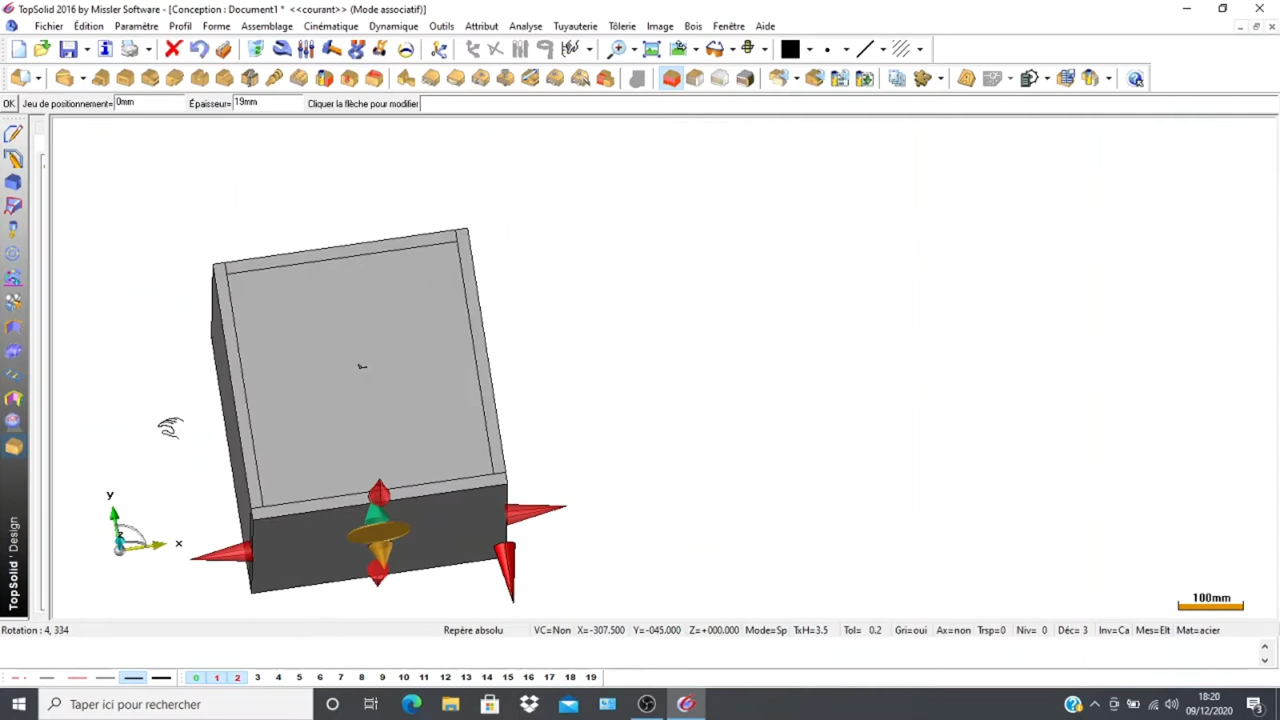 TopSolid 2016 by Missler Software - [Conception : Document1 *  <<courant>> (Mode associatif)]
Fichier Édition Paramètre Profil Forme Assemblage Cinématique Dynamique Outils Attribut Analyse Tuyauterie Tôlerie Image Bois Fenêtre Aide
OK Jeu de positionnement= 0mm Épaisseur= 19mm Cliquer la flèche pour modifier
y
x
z
TopSolid'Design
100mm
Rotation : 4, 334 Repère absolu VC=Non X=-307.500 Y=-045.000 Z=+000.000 Mode=Sp TxH=3.5 Tol= 0.2 Gri=oui Ax=non Trsp=0 Niv= 0 Déc= 3 Inv=Ca Mes=Elt Mat=acier
0 1 2 3 4 5 6 7 8 9 10 11 12 13 14 15 16 17 18 19
Taper ici pour rechercher
18:20
09/12/2020
3